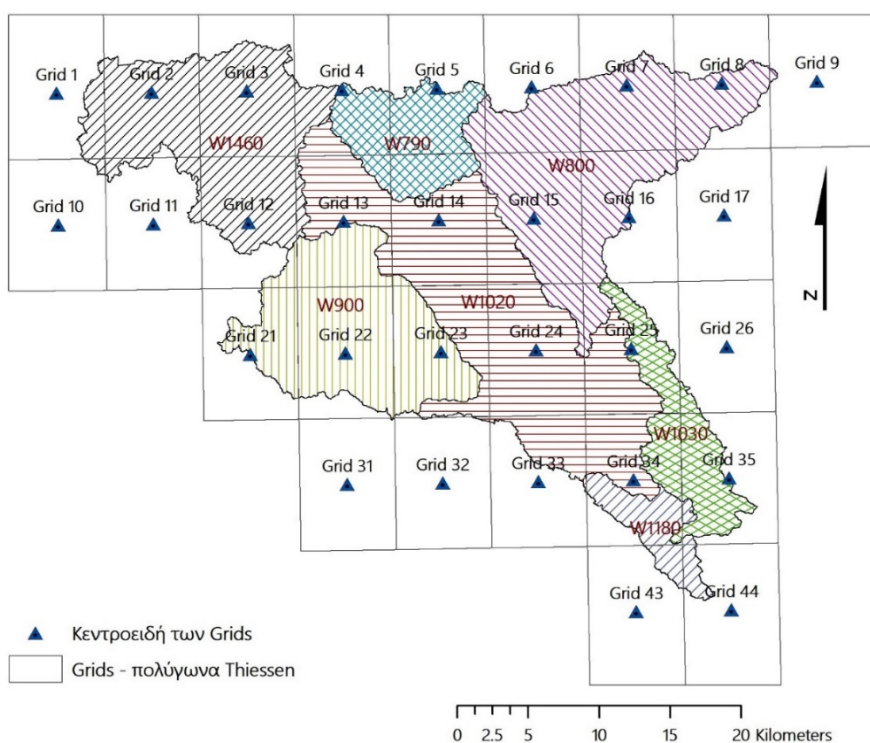 Grid 1
Grid 2
Grid 3
Grid 4
Grid 5
Grid 6
Grid 7
Grid 8
Grid 9
W1460
W790
W800
Grid 10
Grid 11
Grid 12
Grid 13
Grid 14
Grid 15
Grid 16
Grid 17
N
W900
W1020
Grid 21
Grid 22
Grid 23
Grid 24
Grid 25
Grid 26
W1030
Grid 31
Grid 32
Grid 33
Grid 34
Grid 35
W1180
Grid 43
Grid 44
Κεντροειδή των Grids
Grids - πολύγωνα Thiessen
0 2.5 5 10 15 20 Kilometers